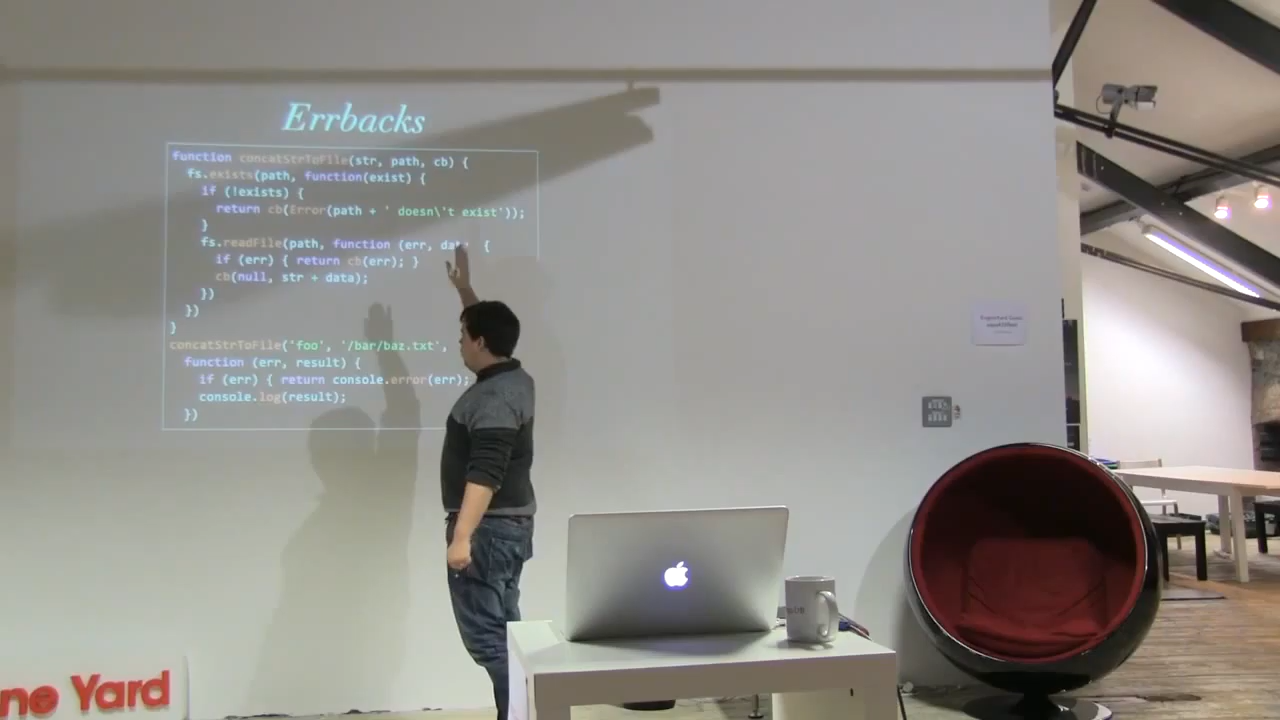 Errbacks
function concatStrToFile(str, path, cb) {
fs.exists(path, function(exist) {
if (!exists) {
return cb(Error(path + ' doesn\'t exist'));
}
fs.readFile(path, function (err, dat {
if (err) { return cb(err); }
cb(null, str + data);
})
})
}
concatStrToFile('foo', '/bar/baz.txt',
function (err, result) {
if (err) { return console.error(err);
console.log(result);
})
ne Yard